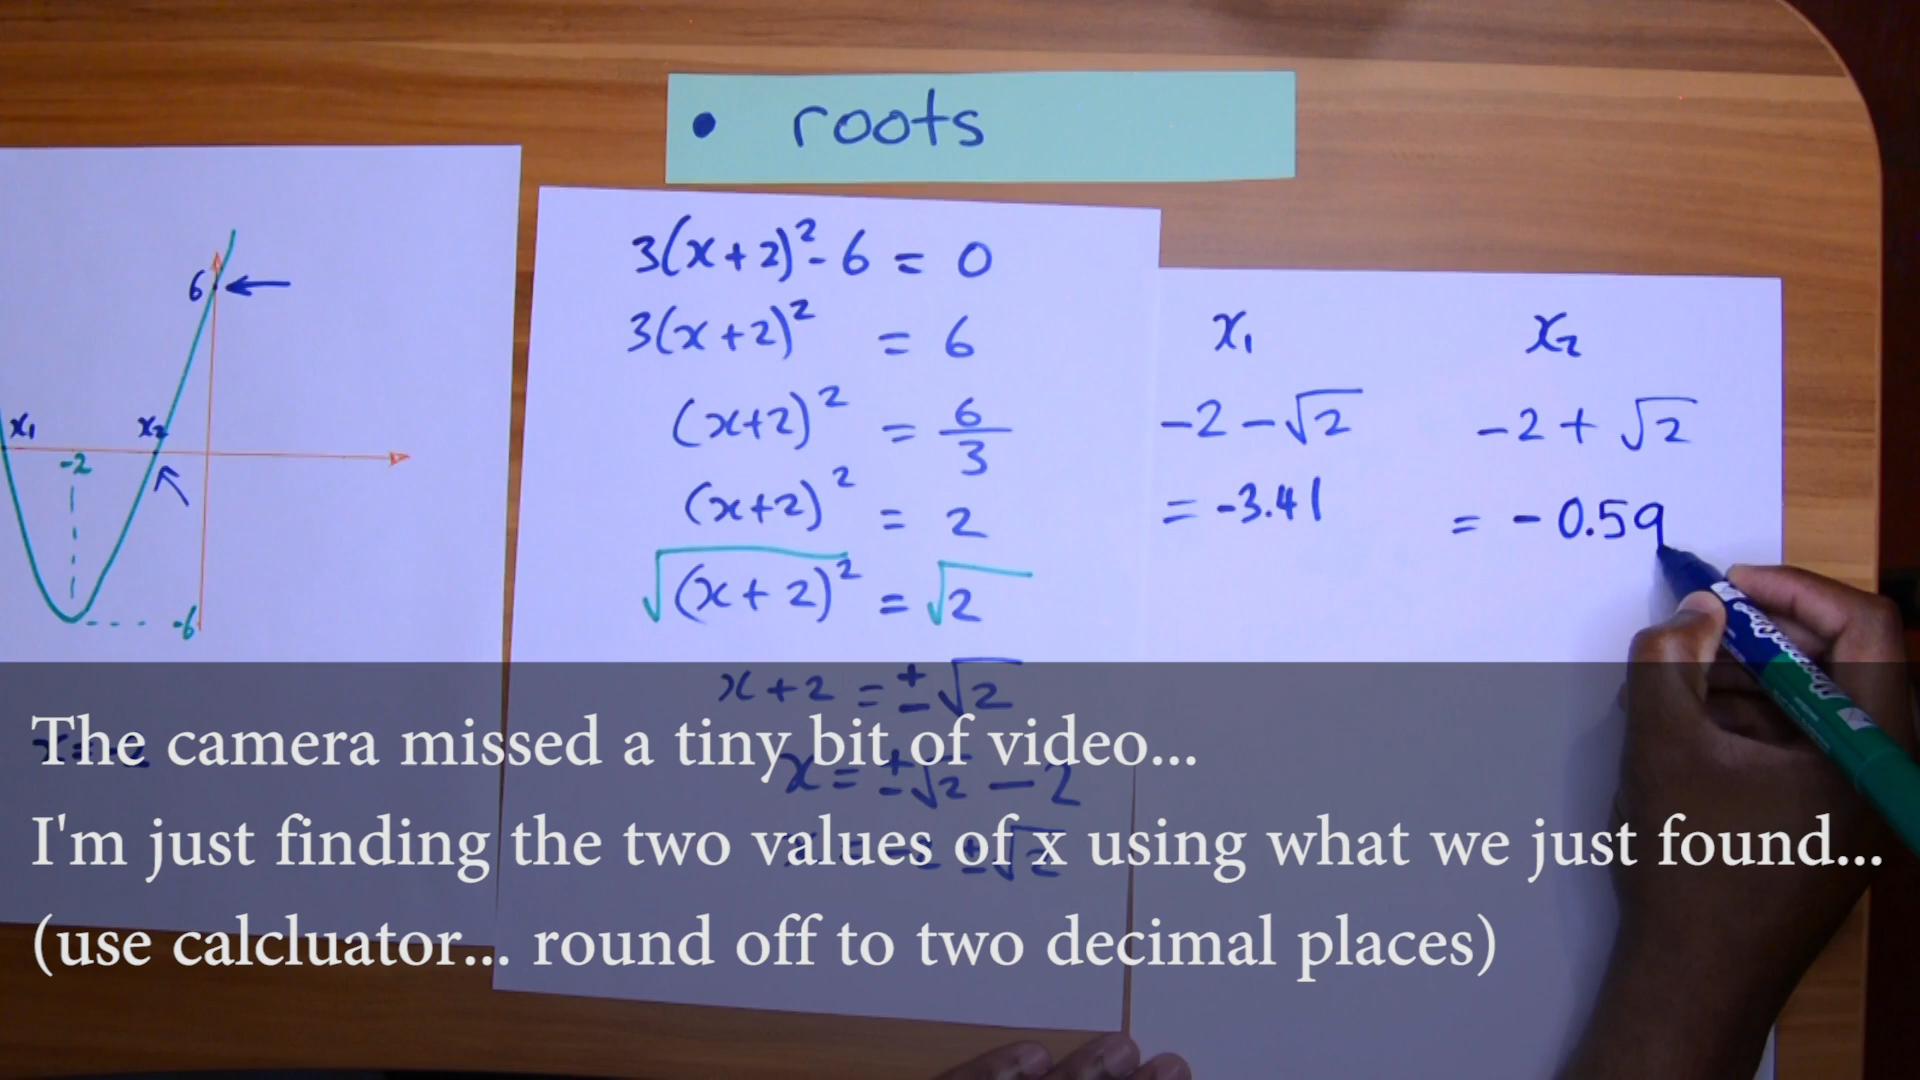 • roots
6
x₁ x₂
-2
-6
3(x+2)² - 6 = 0
3(x+2)² = 6
(x+2)² = 6/3
(x+2)² = 2
√(x+2)² = √2
x+2 = ±√2
x = ±√2 - 2
x = -2 ±√2
x₁ x₂
-2-√2 -2+√2
= -3.41 = -0.59
The camera missed a tiny bit of video...
I'm just finding the two values of x using what we just found...
(use calcluator... round off to two decimal places)